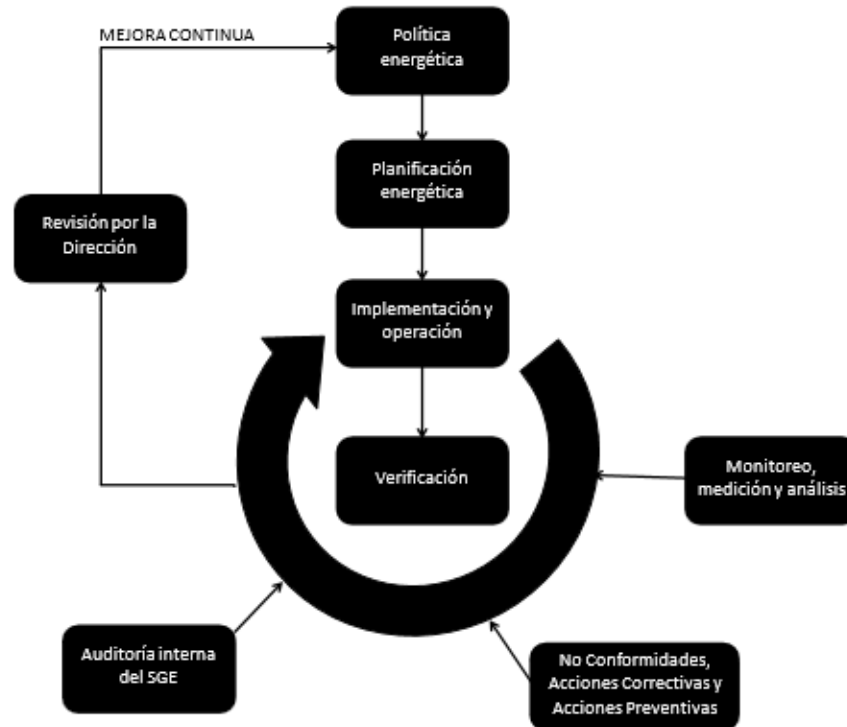 MEJORA CONTINUA
Política
energética
Planificación
energética
Revisión por la
Dirección
Implementación y
operación
Verificación
Monitoreo,
medición y análisis
Auditoría interna
del SGE
No Conformidades,
Acciones Correctivas y
Acciones Preventivas